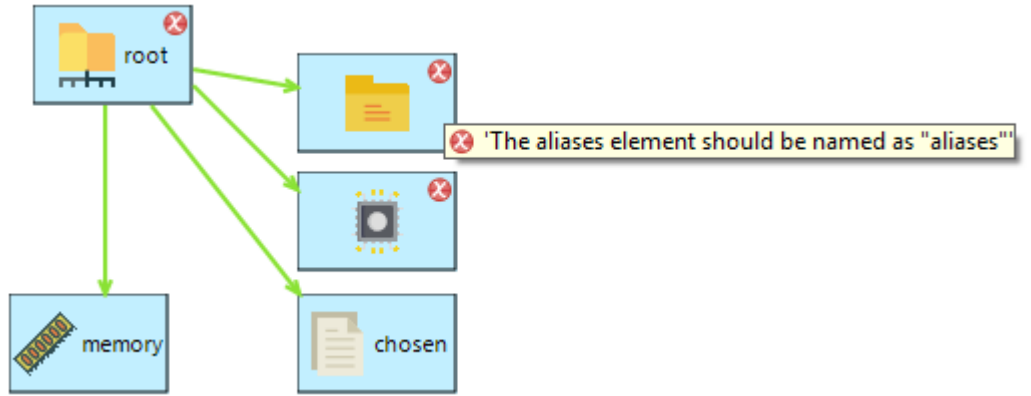 root
'The aliases element should be named as "aliases"'
memory
chosen